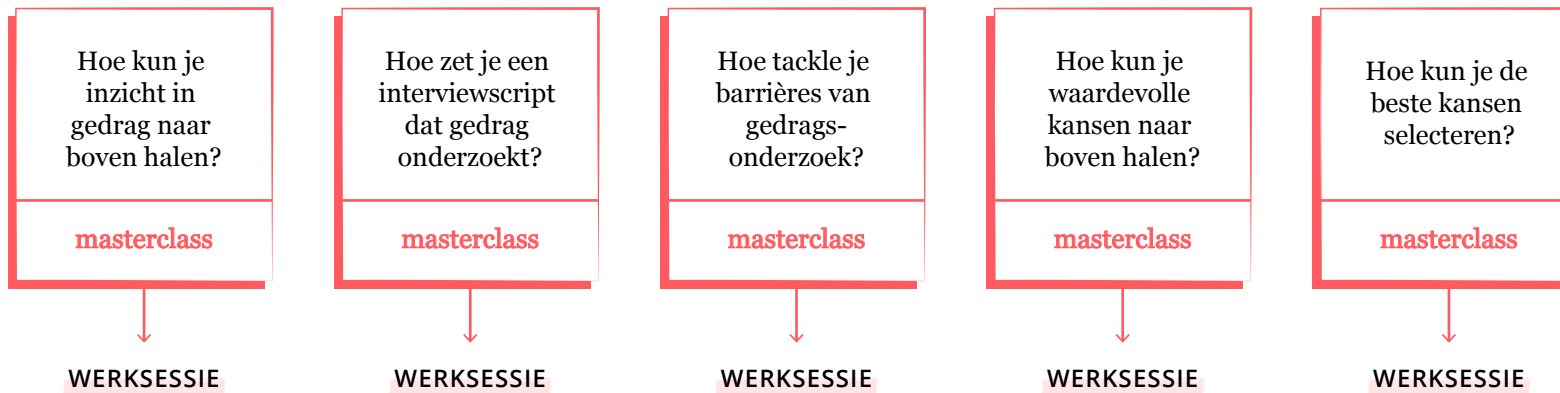 Hoe kun je
inzicht in
gedrag naar
boven halen?
masterclass
WERKSESSIE
Hoe zet je een
interviewscript
dat gedrag
onderzoekt?
masterclass
WERKSESSIE
Hoe tackle je
barrières van
gedrags-
onderzoek?
masterclass
WERKSESSIE
Hoe kun je
waardevolle
kansen naar
boven halen?
masterclass
WERKSESSIE
Hoe kun je de
beste kansen
selecteren?
masterclass
WERKSESSIE